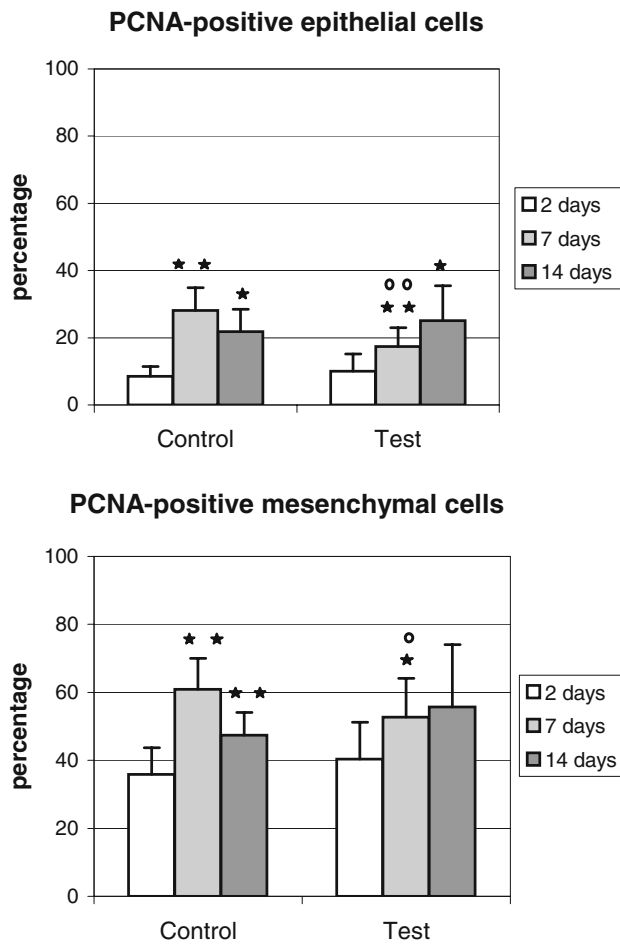 PCNA-positive epithelial cells
percentage
100
80
60
40
20
0
Control
Test
2 days
7 days
14 days
PCNA-positive mesenchymal cells
percentage
100
80
60
40
20
0
Control
Test
2 days
7 days
14 days